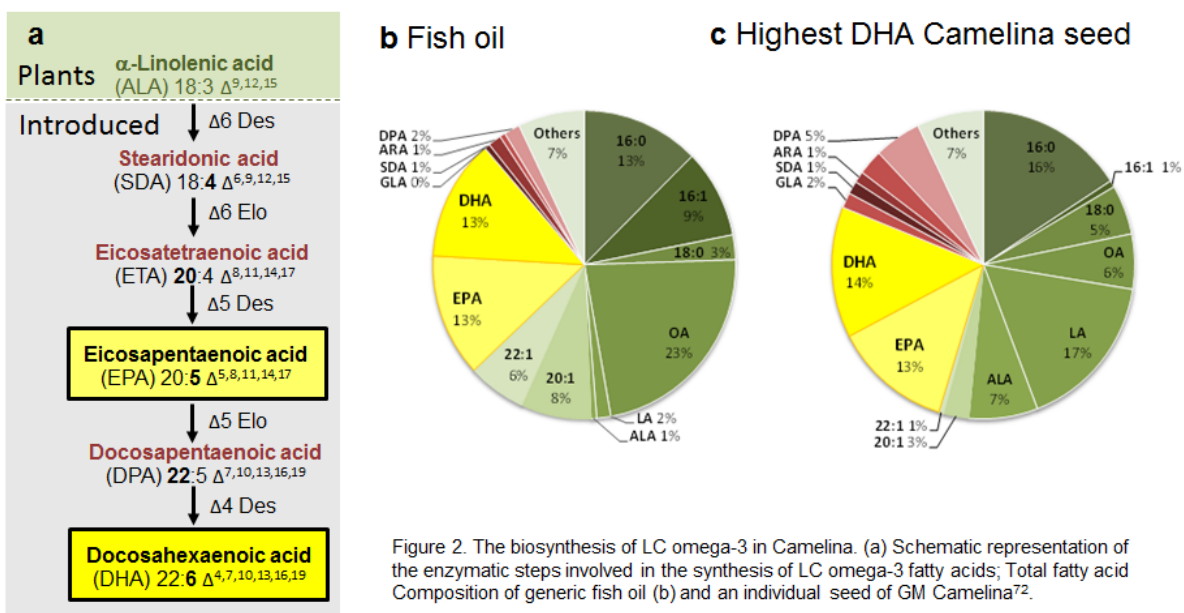 a
Plants
α-Linolenic acid
(ALA) 18:3 Δ9,12,15
Introduced
Δ6 Des
Stearidonic acid
(SDA) 18:4 Δ6,9,12,15
Δ6 Elo
Eicosatetraenoic acid
(ETA) 20:4 Δ8,11,14,17
Δ5 Des
Eicosapentaenoic acid
(EPA) 20:5 Δ5,8,11,14,17
Δ5 Elo
Docosapentaenoic acid
(DPA) 22:5 Δ7,10,13,16,19
Δ4 Des
Docosahexaenoic acid
(DHA) 22:6 Δ4,7,10,13,16,19
b Fish oil
DPA 2%
ARA 1%
SDA 1%
GLA 0%
Others
7%
16:0
13%
16:1
9%
18:0 3%
OA
23%
LA 2%
ALA 1%
20:1
8%
22:1
6%
EPA
13%
DHA
13%
c Highest DHA Camelina seed
DPA 5%
ARA 1%
SDA 1%
GLA 2%
Others
7%
16:0
16%
16:1 1%
18:0
5%
OA
6%
LA
17%
ALA
7%
22:1 1%
20:1 3%
EPA
13%
DHA
14%
Figure 2. The biosynthesis of LC omega-3 in Camelina. (a) Schematic representation of
the enzymatic steps involved in the synthesis of LC omega-3 fatty acids; Total fatty acid
Composition of generic fish oil (b) and an individual seed of GM Camelina72.